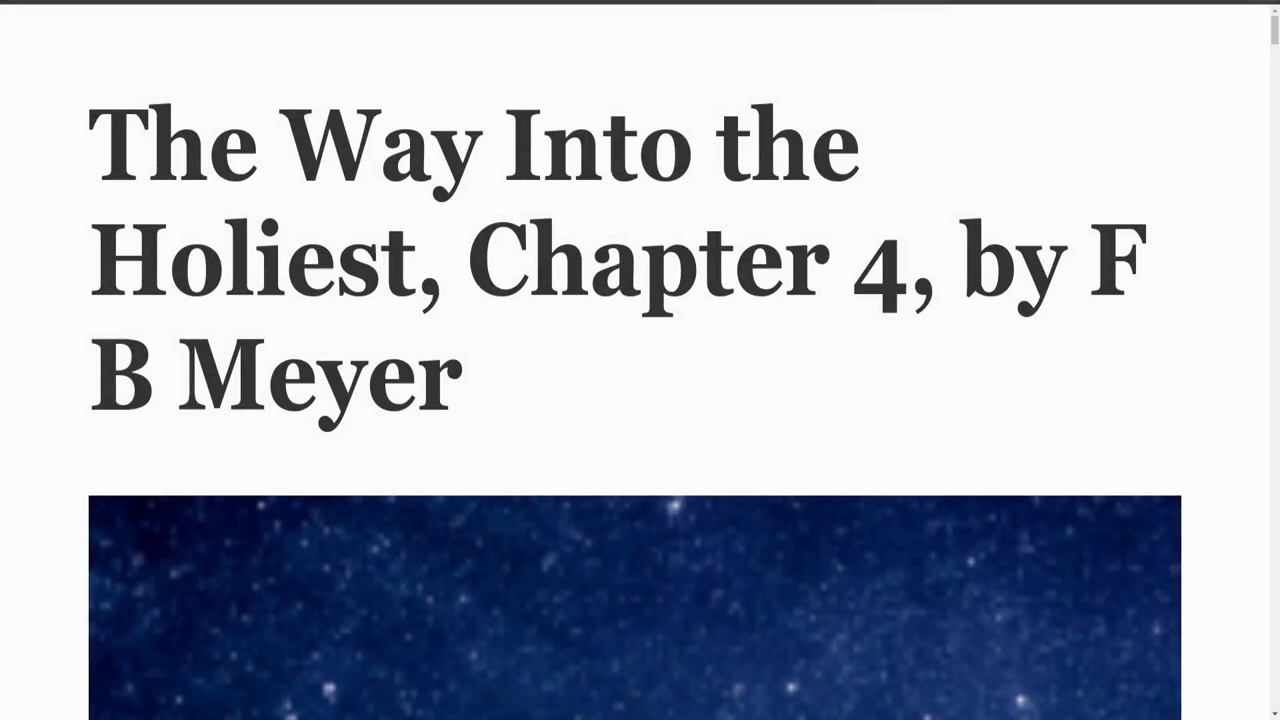 The Way Into the
Holiest, Chapter 4, by F
B Meyer